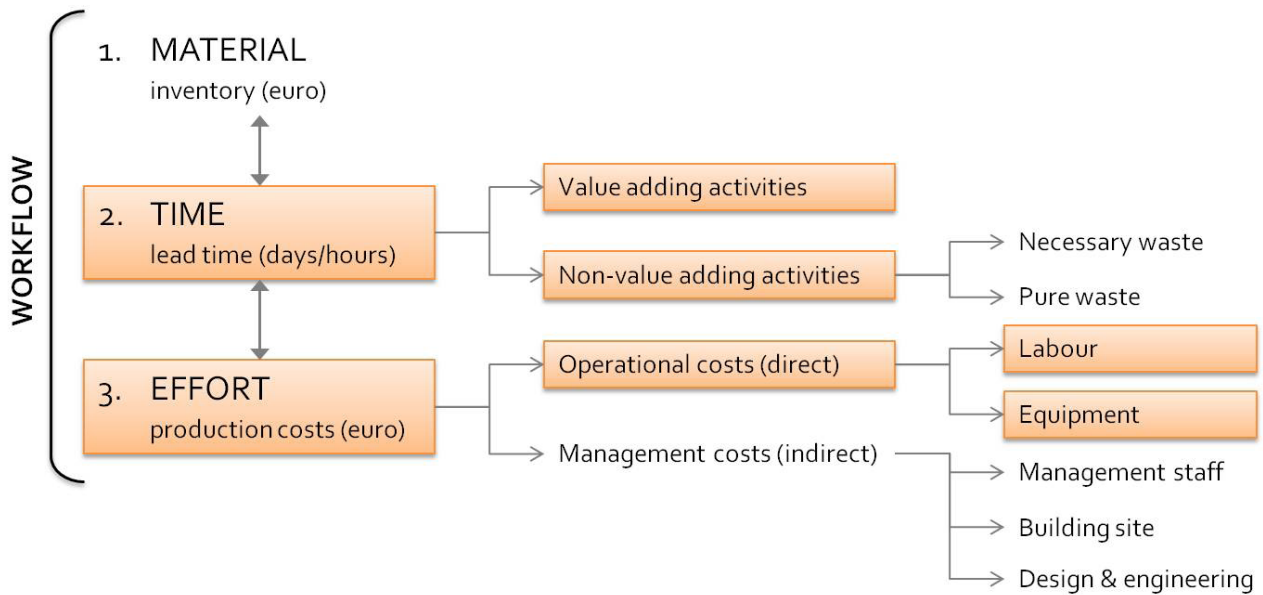 WORKFLOW
1. MATERIAL
inventory (euro)
2. TIME
lead time (days/hours)
Value adding activities
Non-value adding activities
Necessary waste
Pure waste
3. EFFORT
production costs (euro)
Operational costs (direct)
Labour
Equipment
Management costs (indirect)
Management staff
Building site
Design & engineering